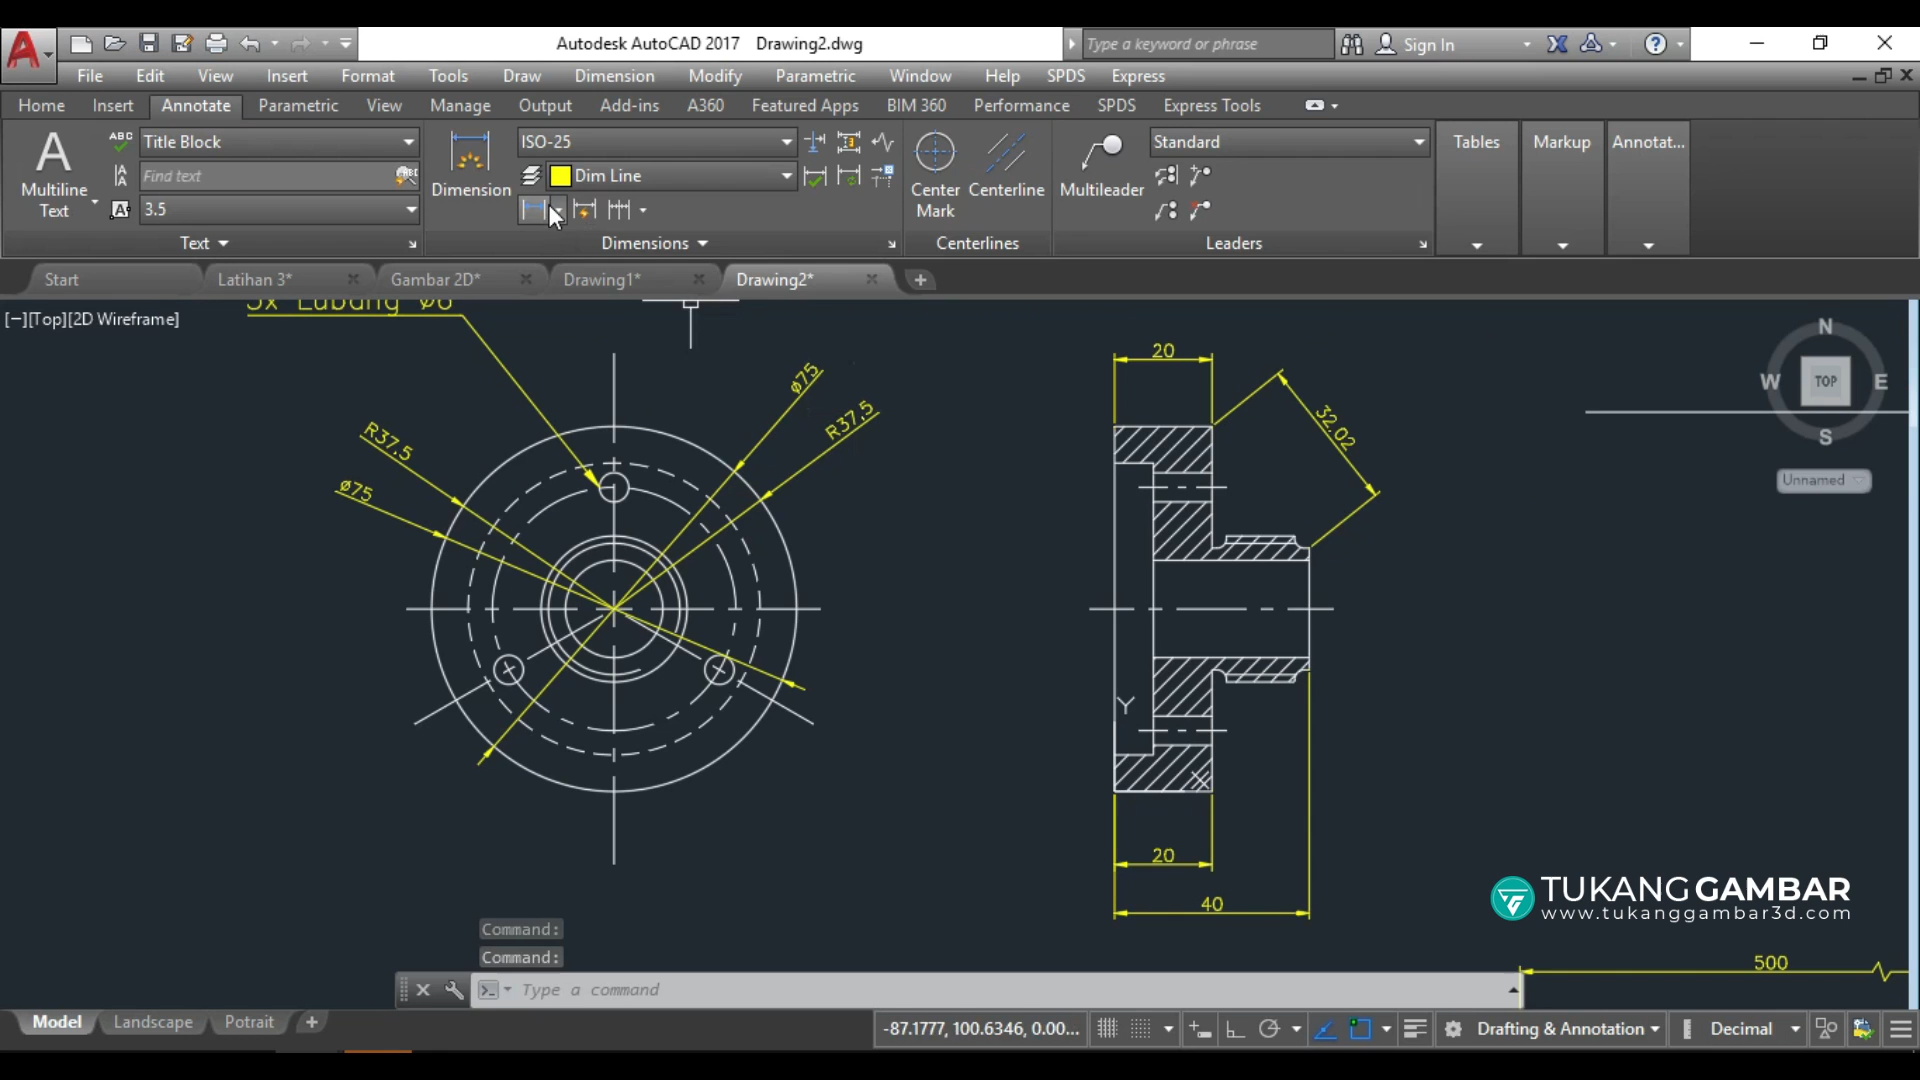 Autodesk AutoCAD 2017 Drawing2.dwg
Type a keyword or phrase
Sign In
File Edit View Insert Format Tools Draw Dimension Modify Parametric Window Help SPDS Express
Home Insert Annotate Parametric View Manage Output Add-ins A360 Featured Apps BIM 360 Performance SPDS Express Tools
A
Multiline
Text
ABC
Title Block
Find text
3.5
Text
Dimension
ISO-25
Dim Line
Dimensions
Center
Mark
Centerline
Centerlines
Multileader
Standard
Leaders
Tables
Markup
Annotat...
Start Latihan 3* Gambar 2D* Drawing1* Drawing2*
[−][Top][2D Wireframe]
3x Lubang Ø6
N
W TOP E
S
Unnamed
20
ø75
R37,5
32,02
R37,5
ø75
Y
X
20
40
500
TUKANG GAMBAR
www.tukanggambar3d.com
Command:
Command:
Type a command
Model Landscape Potrait
-87.1777, 100.6346, 0.00...
Drafting & Annotation
Decimal